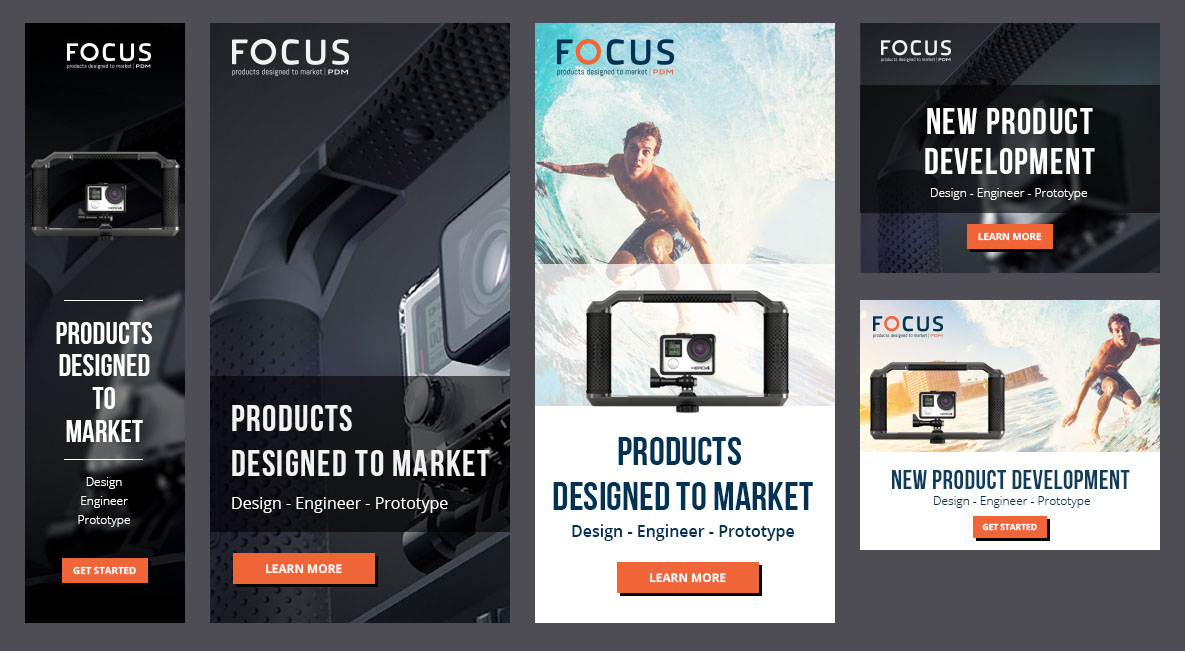 FOCUS
products designed to market | PDM
HERO4
PRODUCTS
DESIGNED
TO
MARKET
Design
Engineer
Prototype
GET STARTED
FOCUS
products designed to market | PDM
PRODUCTS
DESIGNED TO MARKET
Design - Engineer - Prototype
LEARN MORE
FOCUS
products designed to market | PDM
HERO4
PRODUCTS
DESIGNED TO MARKET
Design - Engineer - Prototype
LEARN MORE
FOCUS
products designed to market | PDM
NEW PRODUCT
DEVELOPMENT
Design - Engineer - Prototype
LEARN MORE
FOCUS
products designed to market | PDM
HERO4
NEW PRODUCT DEVELOPMENT
Design - Engineer - Prototype
GET STARTED